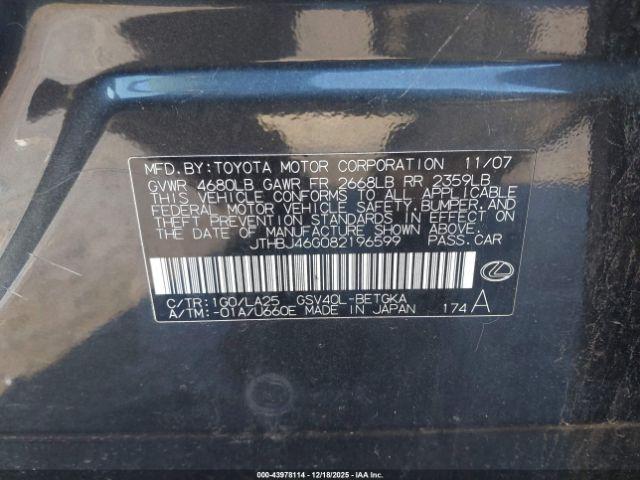 MFD. BY: TOYOTA MOTOR CORPORATION 11/07
GVWR 4680LB GAWR FR 2668LB RR 2359LB
THIS VEHICLE CONFORMS TO ALL APPLICABLE
FEDERAL MOTOR VEHICLE SAFETY, BUMPER, AND
THEFT PREVENTION STANDARDS IN EFFECT ON
THE DATE OF MANUFACTURE SHOWN ABOVE.
JTHBJ46G082196599 PASS. CAR
C/TR: 1G0/LA25 GSV40L-BETGKA
A/TM: -01A/U660E MADE IN JAPAN 174 A
000-43978114 - 12/18/2025 - IAAI.COM